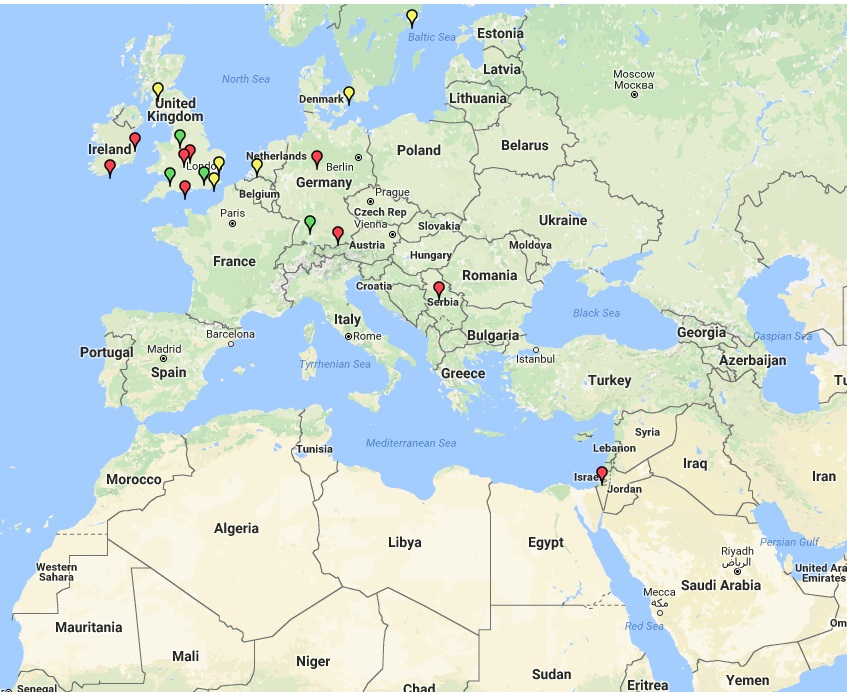 Baltic Sea
Estonia
North Sea
Latvia
Moscow
Москва
Denmark
Lithuania
United
Kingdom
Ireland
Belarus
Netherlands
Poland
Berlin
Germany
Belgium
Prague
Paris
Czech Rep
Ukraine
Vienna
Slovakia
Austria
Moldova
France
Hungary
Romania
Croatia
Serbia
Black Sea
Italy
Georgia
Caspian Sea
Barcelona
Rome
Bulgaria
Portugal
Madrid
Istanbul
Azerbaijan
Spain
Tyrrhenian Sea
Greece
Turkey
Tu
Syria
Mediterranean Sea
Tunisia
Lebanon
Iraq
Morocco
Israel
Iran
Jordan
Algeria
Libya
Egypt
Persian Gulf
Riyadh
الرياض
Western
Sahara
United Ara
Emirates
Saudi Arabia
Mecca
مكة
Mauritania
Red Sea
Om
Mali
Niger
Sudan
Yemen
Chad
Eritrea
Senegal